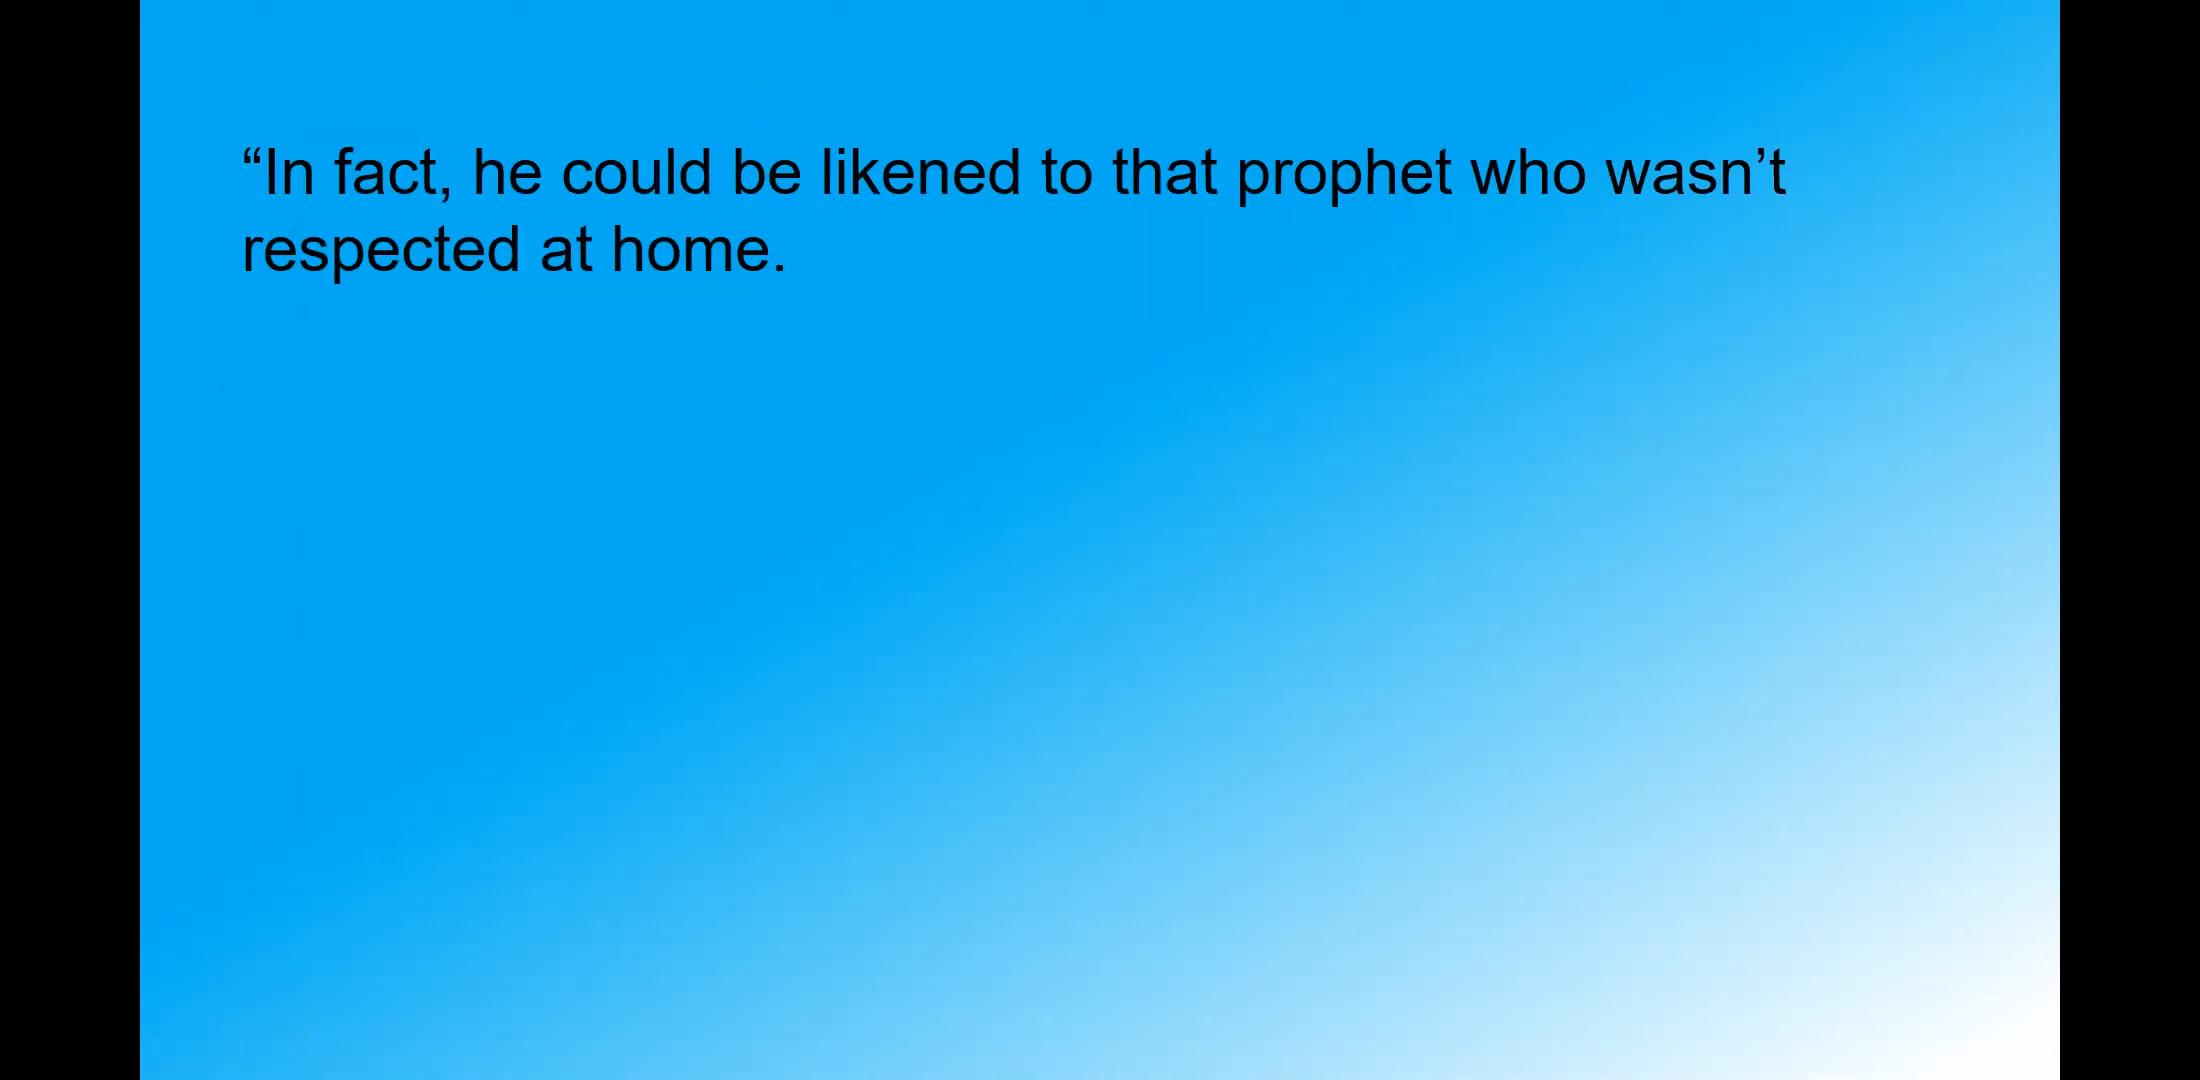 “In fact, he could be likened to that prophet who wasn’t
respected at home.